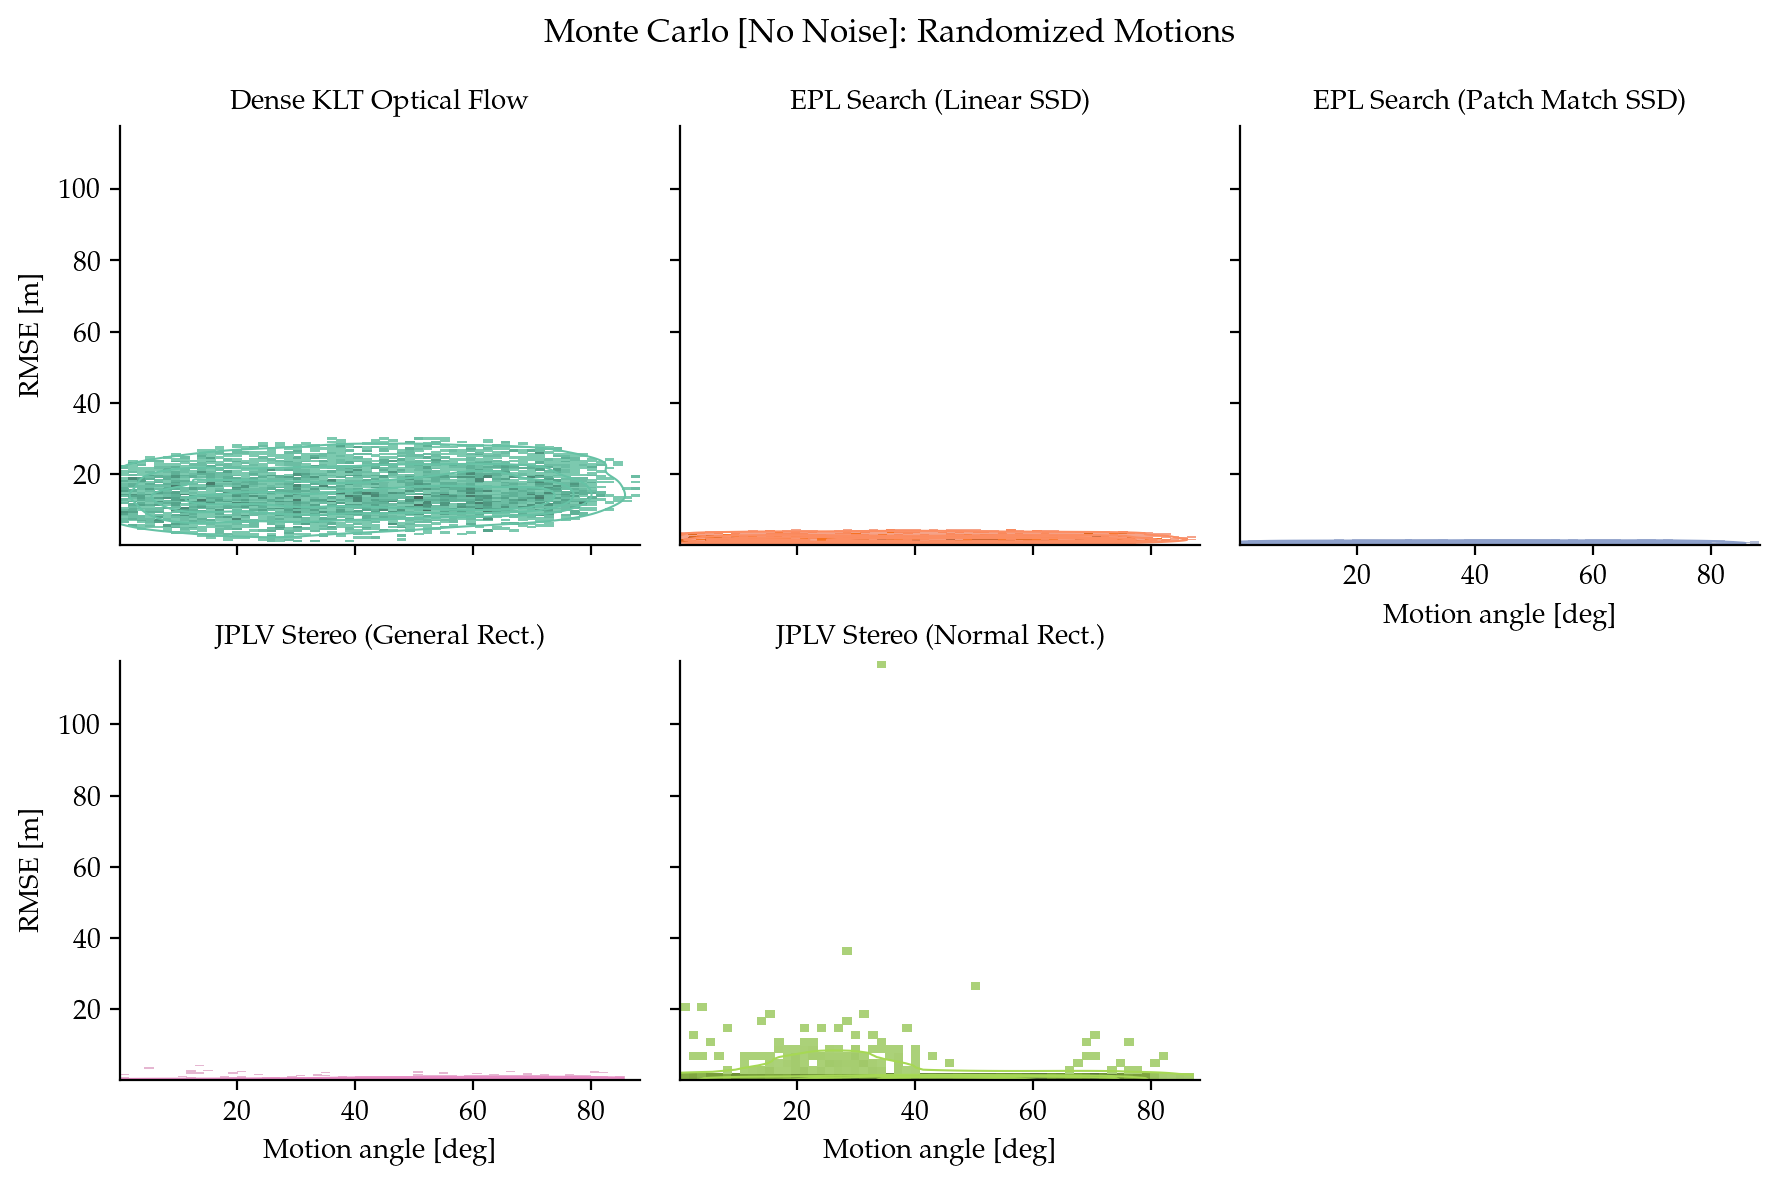 Monte Carlo [No Noise]: Randomized Motions
Dense KLT Optical Flow
EPL Search (Linear SSD)
EPL Search (Patch Match SSD)
100
80
60
40
20
RMSE [m]
20
40
60
80
Motion angle [deg]
JPLV Stereo (General Rect.)
JPLV Stereo (Normal Rect.)
100
80
60
40
20
RMSE [m]
20
40
60
80
20
40
60
80
Motion angle [deg]
Motion angle [deg]